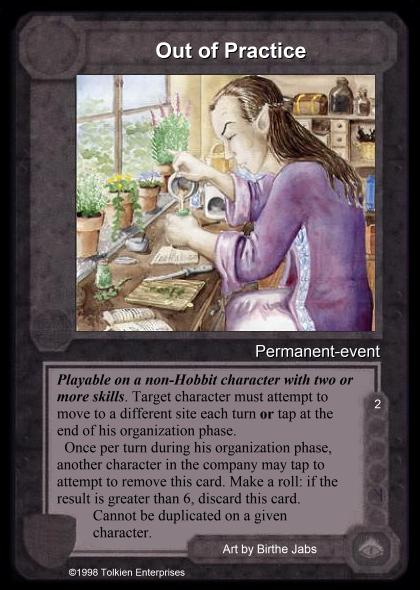 Out of Practice
Permanent-event
Playable on a non-Hobbit character with two or
more skills. Target character must attempt to
move to a different site each turn or tap at the
end of his organization phase.
Once per turn during his organization phase,
another character in the company may tap to
attempt to remove this card. Make a roll: if the
result is greater than 6, discard this card.
Cannot be duplicated on a given
character.
2
Art by Birthe Jabs
©1998 Tolkien Enterprises